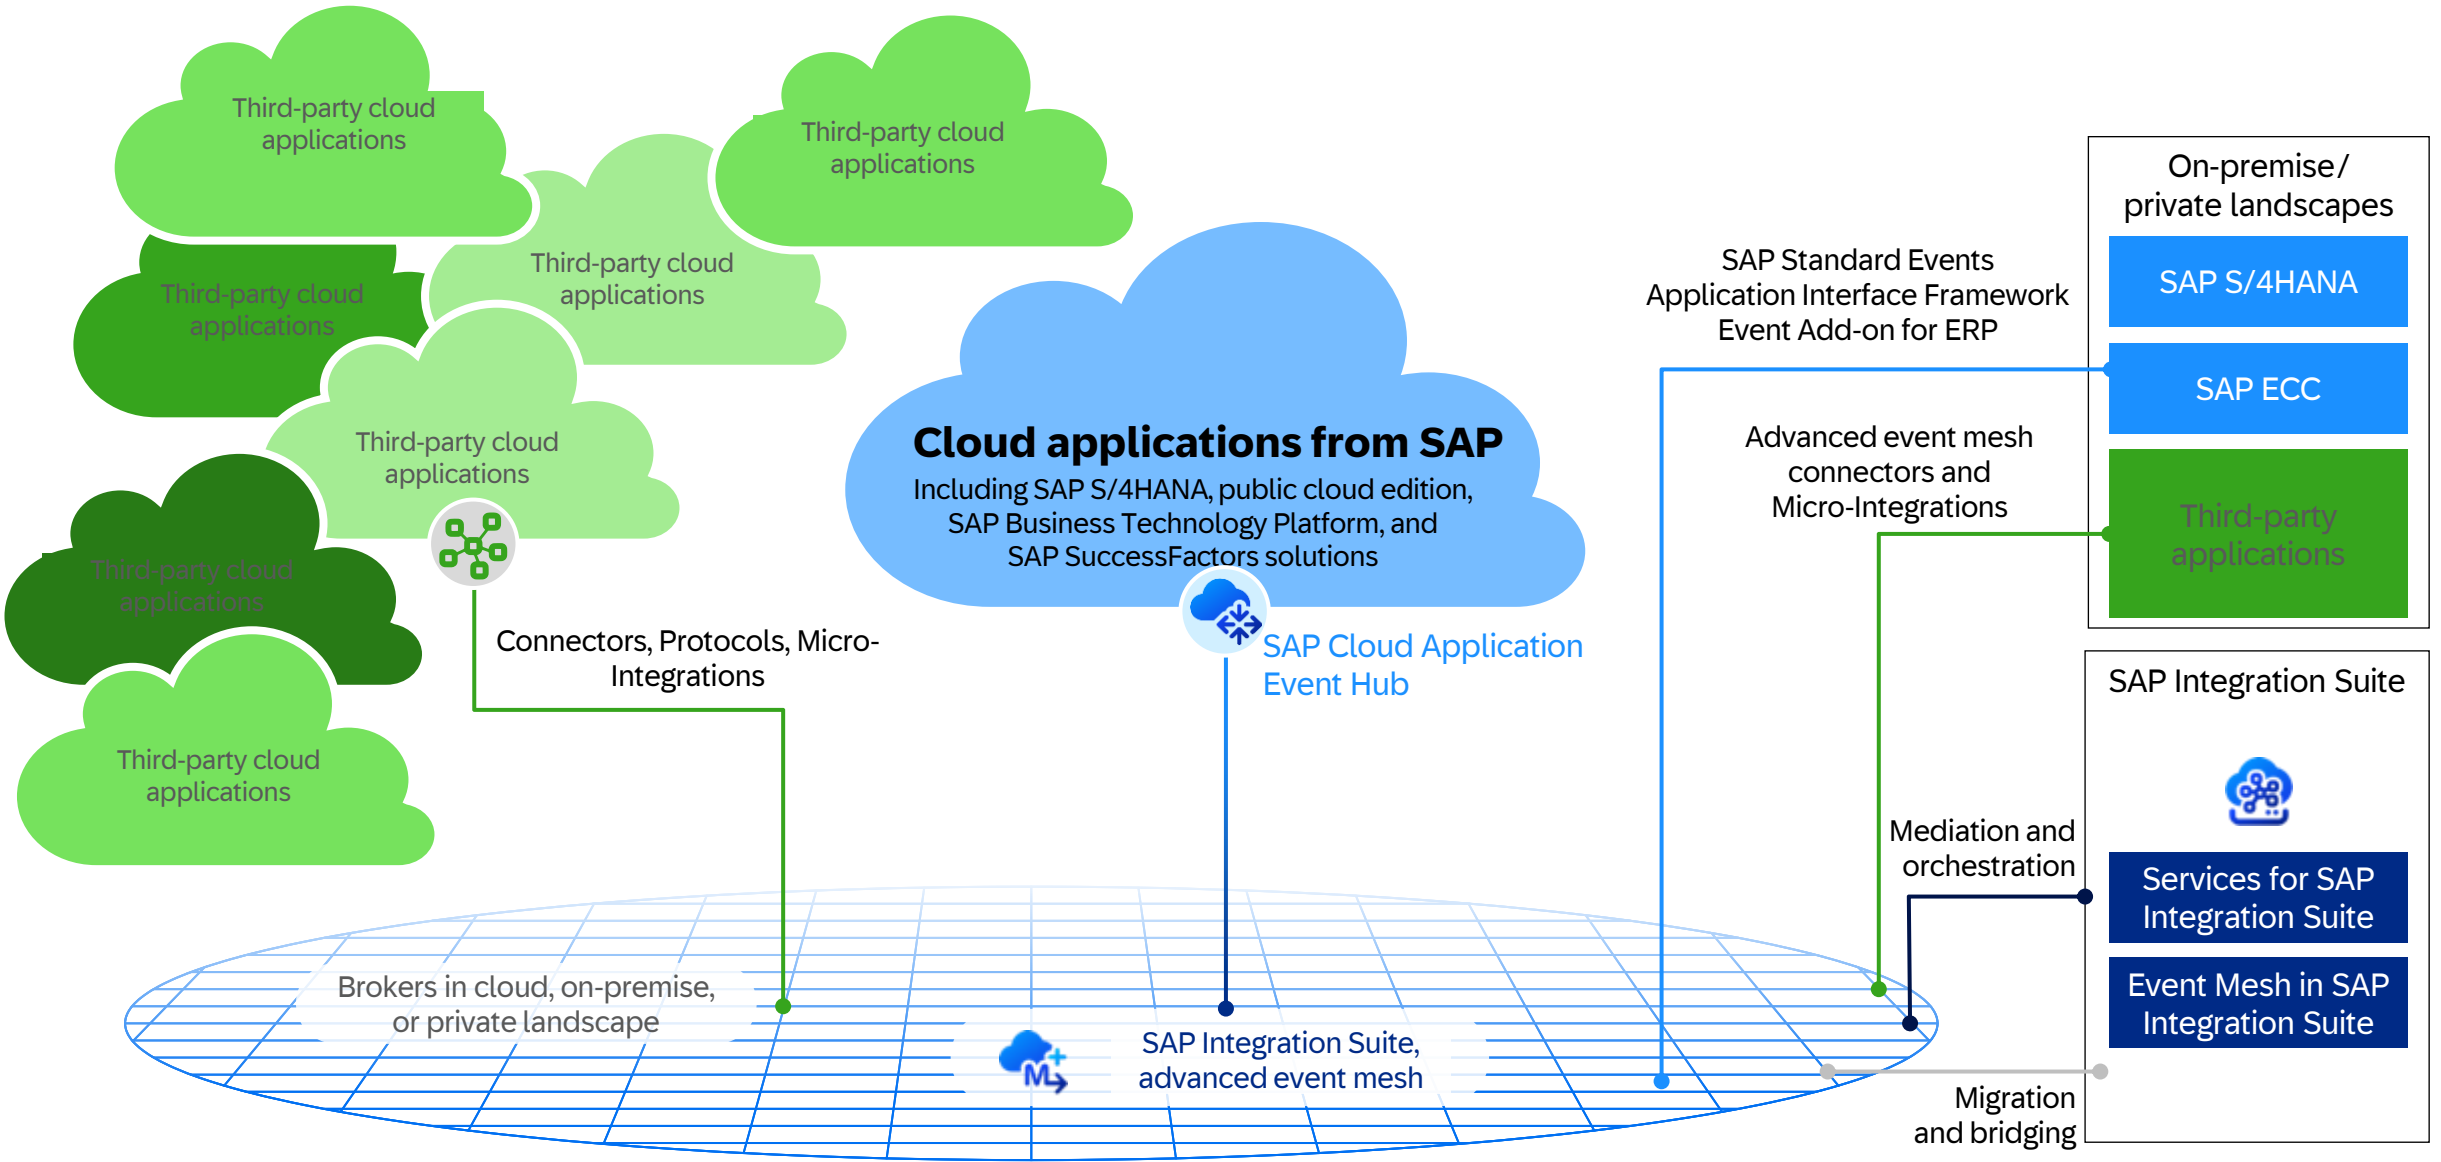 Third-party cloud
applications
Third-party cloud
applications
Third-party cloud
applications
Third-party cloud
applications
Third-party cloud
applications
Third-party cloud
applications
Third-party cloud
applications
Connectors, Protocols, Micro-
Integrations
Cloud applications from SAP
Including SAP S/4HANA, public cloud edition,
SAP Business Technology Platform, and
SAP SuccessFactors solutions
SAP Cloud Application
Event Hub
SAP Standard Events
Application Interface Framework
Event Add-on for ERP
Advanced event mesh
connectors and
Micro-Integrations
On-premise/
private landscapes
SAP S/4HANA
SAP ECC
Third-party
applications
SAP Integration Suite
Mediation and
orchestration
Services for SAP
Integration Suite
Event Mesh in SAP
Integration Suite
Migration
and bridging
Brokers in cloud, on-premise,
or private landscape
M
SAP Integration Suite,
advanced event mesh